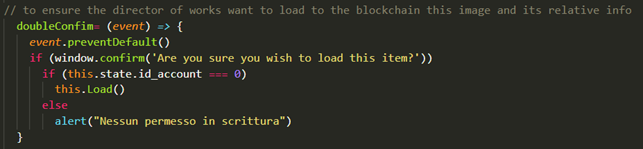 // to ensure the director of works want to load to the blockchain this image and its relative info
doubleConfim= (event) => {
event.preventDefault()
if (window.confirm('Are you sure you wish to load this item?'))
if (this.state.id_account === 0)
this.Load()
else
alert("Nessun permesso in scrittura")
}